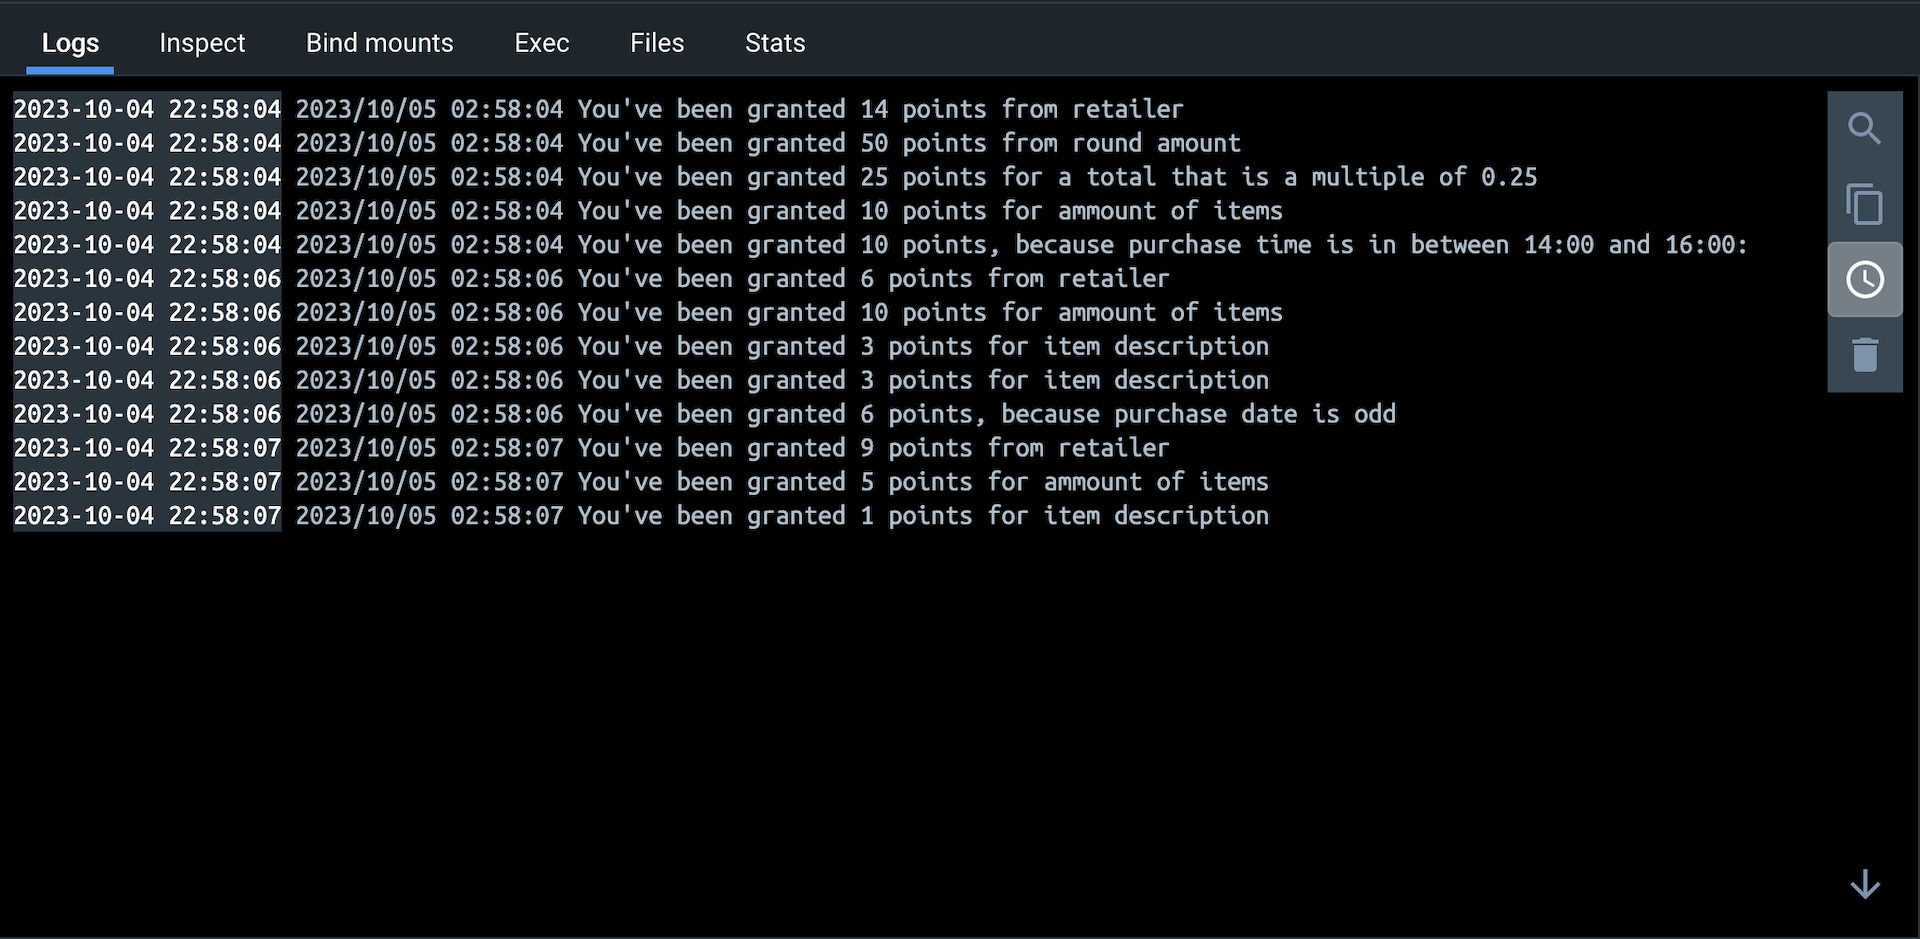 Logs Inspect Bind mounts Exec Files Stats
2023-10-04 22:58:04 2023/10/05 02:58:04 You've been granted 14 points from retailer
2023-10-04 22:58:04 2023/10/05 02:58:04 You've been granted 50 points from round amount
2023-10-04 22:58:04 2023/10/05 02:58:04 You've been granted 25 points for a total that is a multiple of 0.25
2023-10-04 22:58:04 2023/10/05 02:58:04 You've been granted 10 points for ammount of items
2023-10-04 22:58:04 2023/10/05 02:58:04 You've been granted 10 points, because purchase time is in between 14:00 and 16:00:
2023-10-04 22:58:06 2023/10/05 02:58:06 You've been granted 6 points from retailer
2023-10-04 22:58:06 2023/10/05 02:58:06 You've been granted 10 points for ammount of items
2023-10-04 22:58:06 2023/10/05 02:58:06 You've been granted 3 points for item description
2023-10-04 22:58:06 2023/10/05 02:58:06 You've been granted 3 points for item description
2023-10-04 22:58:06 2023/10/05 02:58:06 You've been granted 6 points, because purchase date is odd
2023-10-04 22:58:07 2023/10/05 02:58:07 You've been granted 9 points from retailer
2023-10-04 22:58:07 2023/10/05 02:58:07 You've been granted 5 points for ammount of items
2023-10-04 22:58:07 2023/10/05 02:58:07 You've been granted 1 points for item description